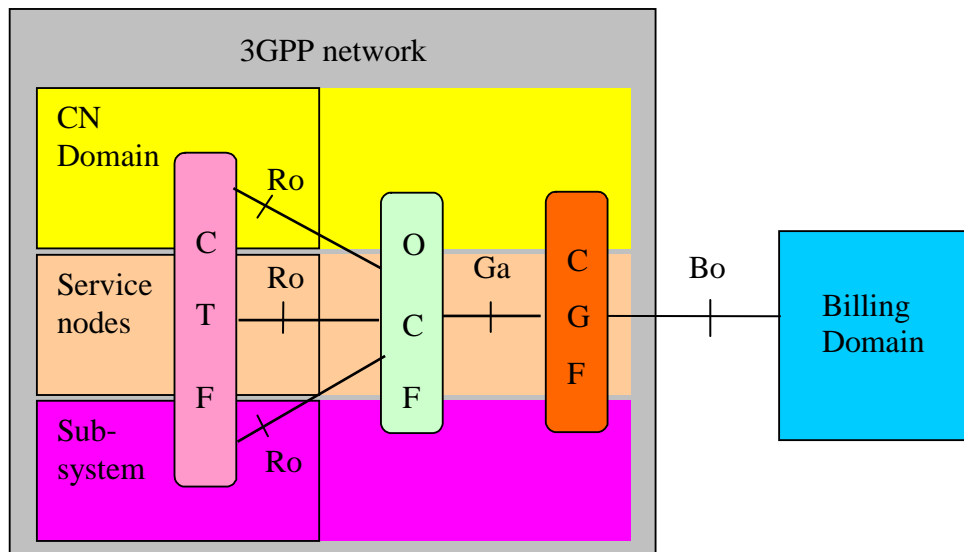 3GPP network
CN
Domain
Ro
C
T
F
Service
nodes
Ro
Sub-
system
Ro
O
C
F
Ga
C
G
F
Bo
Billing
Domain